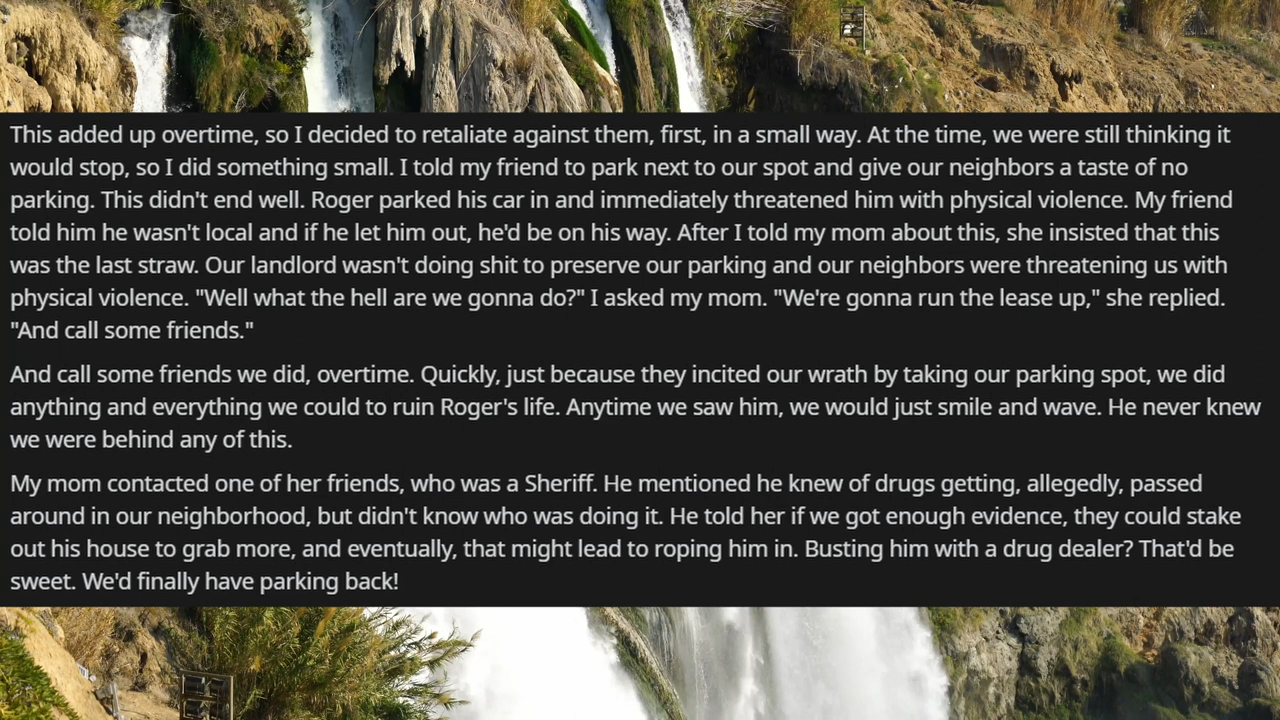 This added up overtime, so I decided to retaliate against them, first, in a small way. At the time, we were still thinking it
would stop, so I did something small. I told my friend to park next to our spot and give our neighbors a taste of no
parking. This didn't end well. Roger parked his car in and immediately threatened him with physical violence. My friend
told him he wasn't local and if he let him out, he'd be on his way. After I told my mom about this, she insisted that this
was the last straw. Our landlord wasn't doing shit to preserve our parking and our neighbors were threatening us with
physical violence. "Well what the hell are we gonna do?" I asked my mom. "We're gonna run the lease up," she replied.
"And call some friends."
And call some friends we did, overtime. Quickly, just because they incited our wrath by taking our parking spot, we did
anything and everything we could to ruin Roger's life. Anytime we saw him, we would just smile and wave. He never knew
we were behind any of this.
My mom contacted one of her friends, who was a Sheriff. He mentioned he knew of drugs getting, allegedly, passed
around in our neighborhood, but didn't know who was doing it. He told her if we got enough evidence, they could stake
out his house to grab more, and eventually, that might lead to roping him in. Busting him with a drug dealer? That'd be
sweet. We'd finally have parking back!